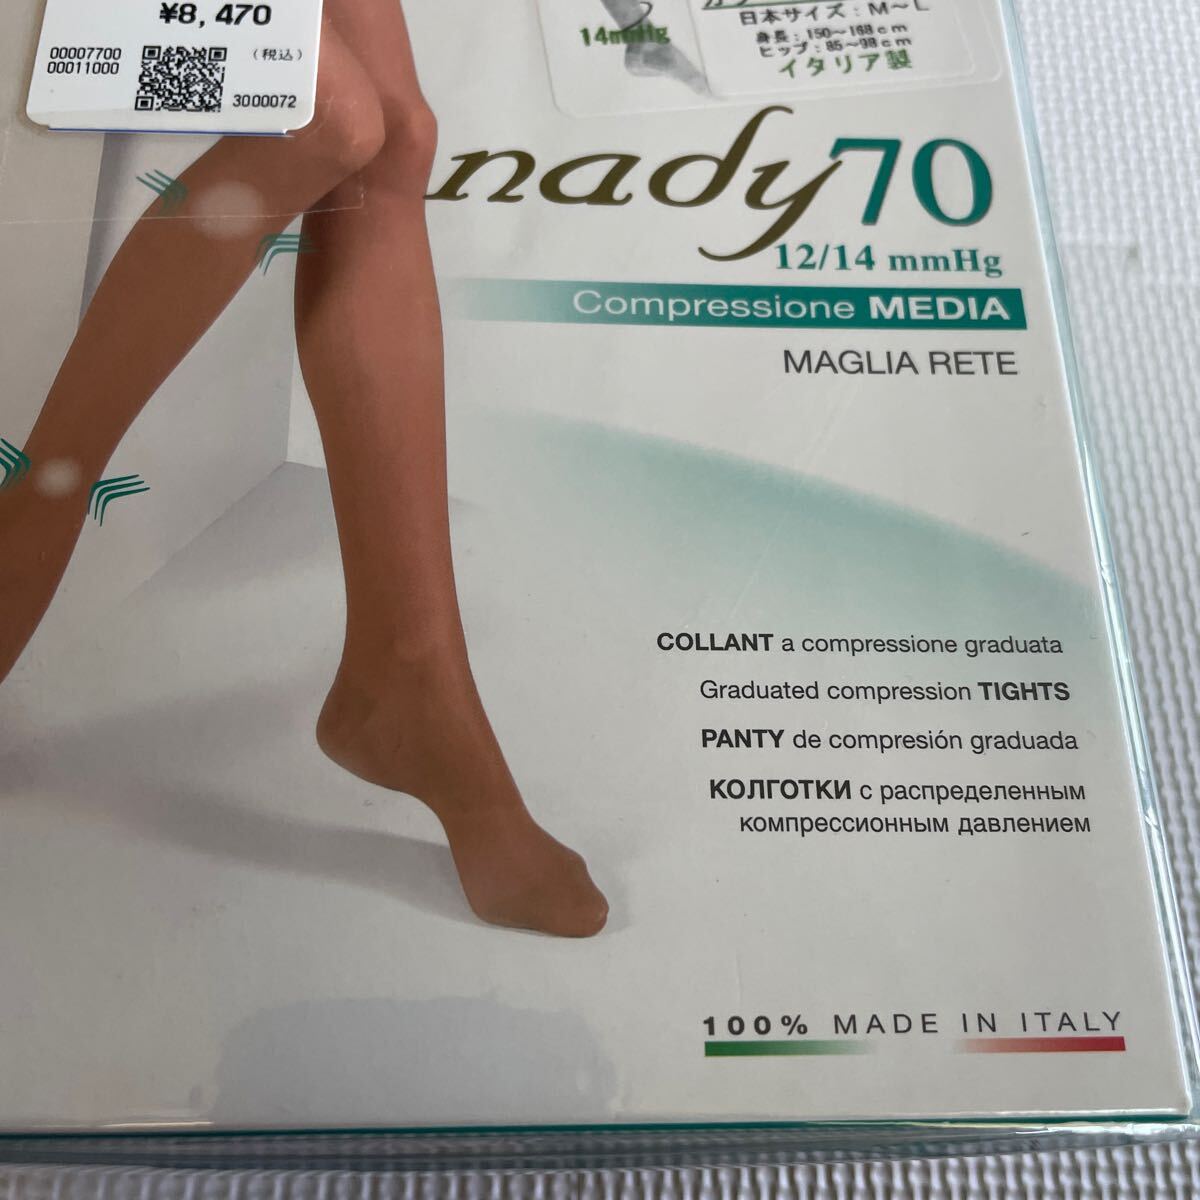 ¥8,470
00007700
00011000
(税込)
3000072
14mmHg
日本サイズ:M~L
身長:150~168cm
ヒップ:85~98cm
イタリア製
nady70
12/14 mmHg
Compressione MEDIA
MAGLIA RETE
COLLANT a compressione graduata
Graduated compression TIGHTS
PANTY de compresión graduada
КОЛГОТКИ с распределенным
компрессионным давлением
100% MADE IN ITALY